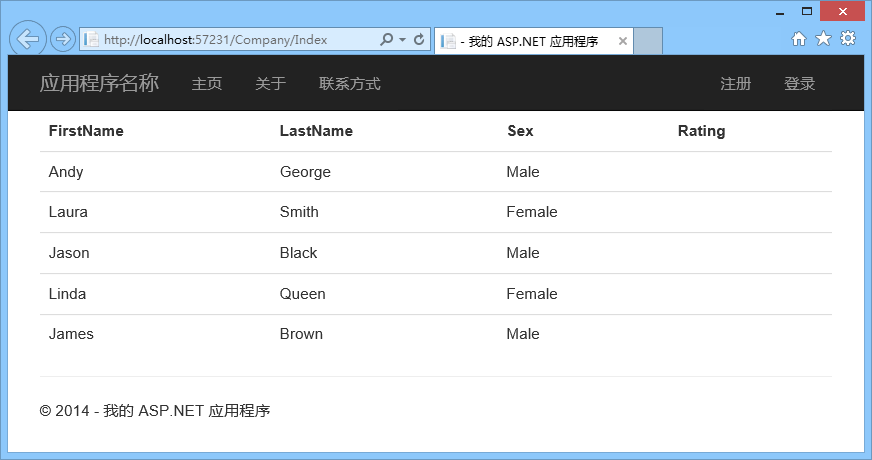 http://localhost:57231/Company/Index - 我的 ASP.NET 应用程序
应用程序名称 主页 关于 联系方式 注册 登录
FirstName LastName Sex Rating
Andy George Male
Laura Smith Female
Jason Black Male
Linda Queen Female
James Brown Male
© 2014 - 我的 ASP.NET 应用程序